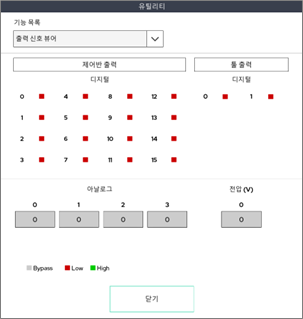 유틸리티
기능 목록
출력 신호 뷰어
제어반 출력 툴 출력
디지털 디지털
0 4 8 12 0 1
1 5 9 13
2 6 10 14
3 7 11 15
아날로그 전압 (V)
0 1 2 3 0
0 0 0 0 0
Bypass Low High
닫기